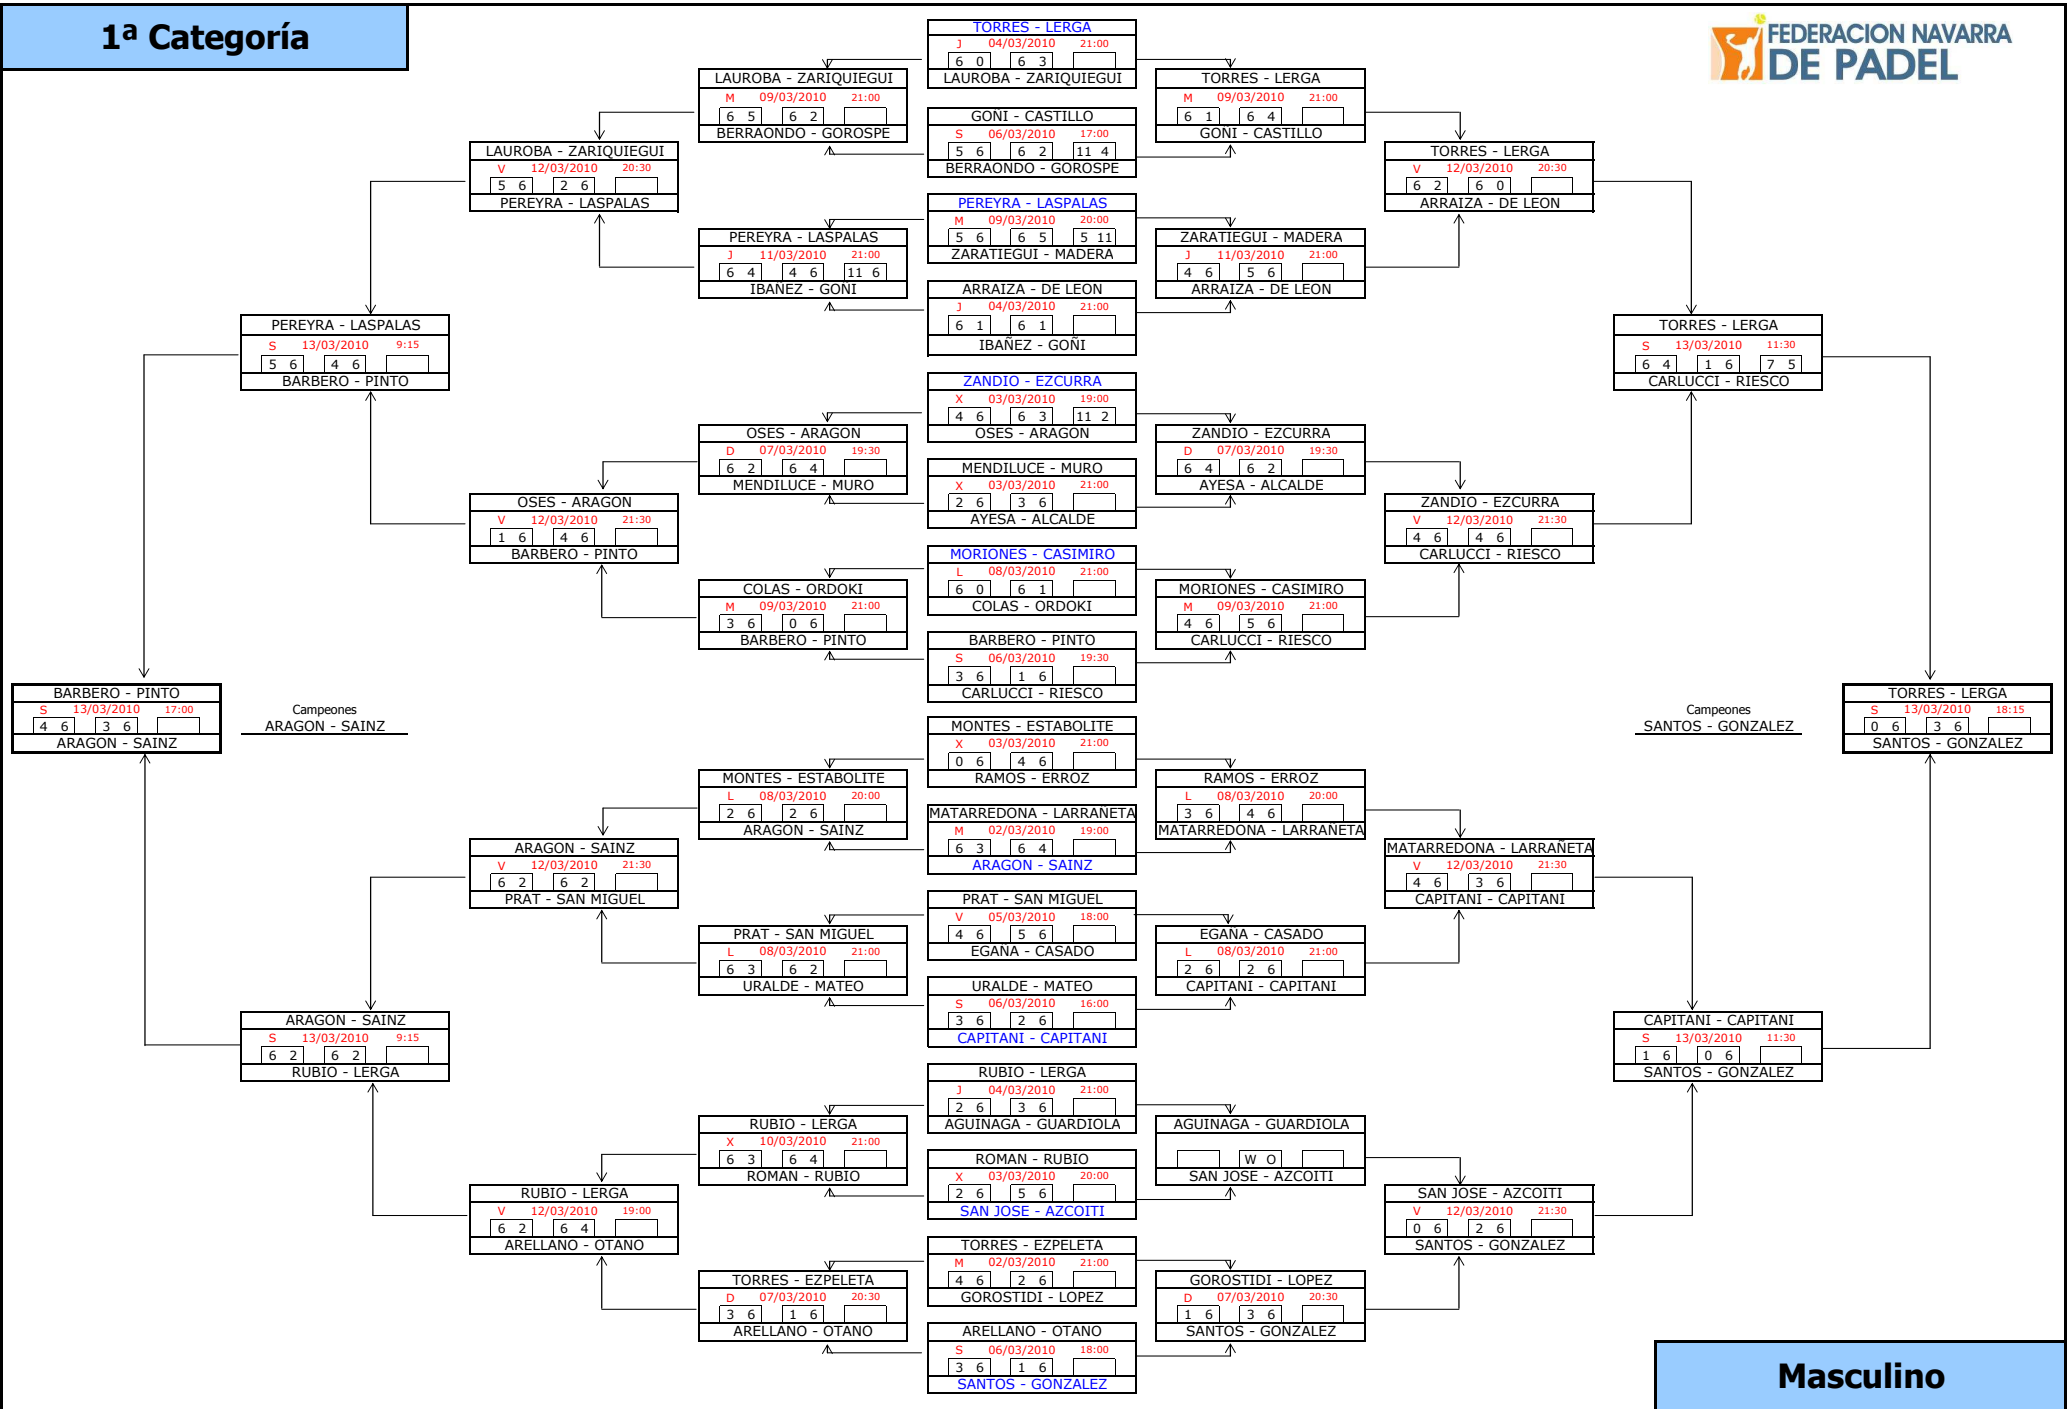 1ª Categoría
FEDERACION NAVARRA
DE PADEL
TORRES - LERGA
J 04/03/2010 21:00
6 0 6 3
LAUROBA - ZARIQUIEGUI
GOÑI - CASTILLO
S 06/03/2010 17:00
5 6 6 2 11 4
BERRAONDO - GOROSPE
PEREYRA - LASPALAS
M 09/03/2010 20:00
5 6 6 5 5 11
ZARATIEGUI - MADERA
ARRAIZA - DE LEON
J 04/03/2010 21:00
6 1 6 1
IBAÑEZ - GOÑI
ZANDIO - EZCURRA
X 03/03/2010 19:00
4 6 6 3 11 2
OSES - ARAGON
MENDILUCE - MURO
X 03/03/2010 21:00
2 6 3 6
AYESA - ALCALDE
MORIONES - CASIMIRO
L 08/03/2010 21:00
6 0 6 1
COLAS - ORDOKI
BARBERO - PINTO
S 06/03/2010 19:30
3 6 1 6
CARLUCCI - RIESCO
MONTES - ESTABOLITE
X 03/03/2010 21:00
0 6 4 6
RAMOS - ERROZ
MATARREDONA - LARRAÑETA
M 02/03/2010 19:00
6 3 6 4
ARAGON - SAINZ
PRAT - SAN MIGUEL
V 05/03/2010 18:00
4 6 5 6
EGAÑA - CASADO
URALDE - MATEO
S 06/03/2010 16:00
3 6 2 6
CAPITANI - CAPITANI
RUBIO - LERGA
J 04/03/2010 21:00
2 6 3 6
AGUINAGA - GUARDIOLA
ROMAN - RUBIO
X 03/03/2010 20:00
2 6 5 6
SAN JOSE - AZCOITI
TORRES - EZPELETA
M 02/03/2010 21:00
4 6 2 6
GOROSTIDI - LOPEZ
ARELLANO - OTANO
S 06/03/2010 18:00
3 6 1 6
SANTOS - GONZALEZ
LAUROBA - ZARIQUIEGUI
M 09/03/2010 21:00
6 5 6 2
BERRAONDO - GOROSPE
PEREYRA - LASPALAS
J 11/03/2010 21:00
6 4 4 6 11 6
IBAÑEZ - GOÑI
OSES - ARAGON
D 07/03/2010 19:30
6 2 6 4
MENDILUCE - MURO
COLAS - ORDOKI
M 09/03/2010 21:00
3 6 0 6
BARBERO - PINTO
MONTES - ESTABOLITE
L 08/03/2010 20:00
2 6 2 6
ARAGON - SAINZ
PRAT - SAN MIGUEL
L 08/03/2010 21:00
6 3 6 2
URALDE - MATEO
RUBIO - LERGA
X 10/03/2010 21:00
6 3 6 4
ROMAN - RUBIO
TORRES - EZPELETA
D 07/03/2010 20:30
3 6 1 6
ARELLANO - OTANO
LAUROBA - ZARIQUIEGUI
V 12/03/2010 20:30
5 6 2 6
PEREYRA - LASPALAS
OSES - ARAGON
V 12/03/2010 21:30
1 6 4 6
BARBERO - PINTO
ARAGON - SAINZ
V 12/03/2010 21:30
6 2 6 2
PRAT - SAN MIGUEL
RUBIO - LERGA
V 12/03/2010 19:00
6 2 6 4
ARELLANO - OTANO
PEREYRA - LASPALAS
S 13/03/2010 9:15
5 6 4 6
BARBERO - PINTO
ARAGON - SAINZ
S 13/03/2010 9:15
6 2 6 2
RUBIO - LERGA
BARBERO - PINTO
S 13/03/2010 17:00
4 6 3 6
ARAGON - SAINZ
Campeones
ARAGON - SAINZ
TORRES - LERGA
M 09/03/2010 21:00
6 1 6 4
GOÑI - CASTILLO
ZARATIEGUI - MADERA
J 11/03/2010 21:00
4 6 5 6
ARRAIZA - DE LEON
ZANDIO - EZCURRA
D 07/03/2010 19:30
6 4 6 2
AYESA - ALCALDE
MORIONES - CASIMIRO
M 09/03/2010 21:00
4 6 5 6
CARLUCCI - RIESCO
RAMOS - ERROZ
L 08/03/2010 20:00
3 6 4 6
MATARREDONA - LARRAÑETA
EGAÑA - CASADO
L 08/03/2010 21:00
2 6 2 6
CAPITANI - CAPITANI
AGUINAGA - GUARDIOLA
W O
SAN JOSE - AZCOITI
GOROSTIDI - LOPEZ
D 07/03/2010 20:30
1 6 3 6
SANTOS - GONZALEZ
TORRES - LERGA
V 12/03/2010 20:30
6 2 6 0
ARRAIZA - DE LEON
ZANDIO - EZCURRA
V 12/03/2010 21:30
4 6 4 6
CARLUCCI - RIESCO
MATARREDONA - LARRAÑETA
V 12/03/2010 21:30
4 6 3 6
CAPITANI - CAPITANI
SAN JOSE - AZCOITI
V 12/03/2010 21:30
0 6 2 6
SANTOS - GONZALEZ
TORRES - LERGA
S 13/03/2010 11:30
6 4 1 6 7 5
CARLUCCI - RIESCO
CAPITANI - CAPITANI
S 13/03/2010 11:30
1 6 0 6
SANTOS - GONZALEZ
Campeones
SANTOS - GONZALEZ
TORRES - LERGA
S 13/03/2010 18:15
0 6 3 6
SANTOS - GONZALEZ
Masculino